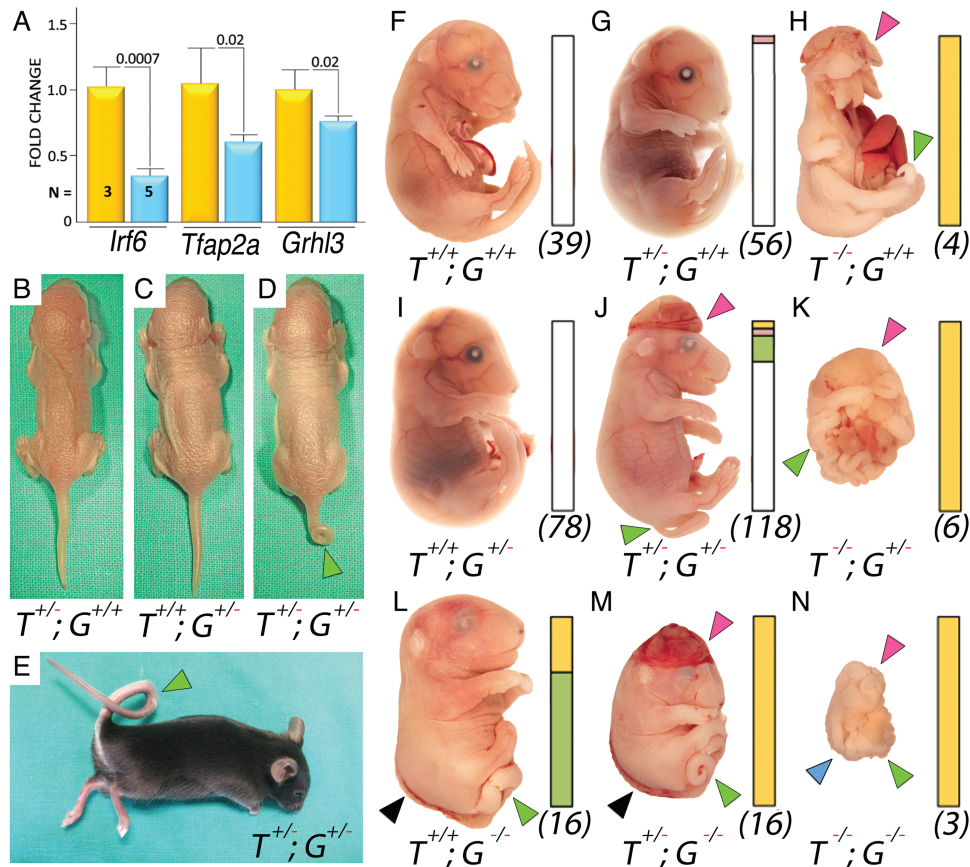 A
1.5
1.0
0.5
0
FOLD CHANGE
0.0007
0.02
0.02
N =
3
5
Irf6
Tfap2a
Grhl3
B
C
D
T+/-; G+/+
T+/+; G+/-
T+/-; G+/-
E
T+/-; G+/-
F
(39)
T+/+; G+/+
G
(56)
T+/-; G+/+
H
(4)
T-/-; G+/+
I
(78)
T+/+; G+/-
J
(118)
T+/-; G+/-
K
(6)
T-/-; G+/-
L
(16)
T+/+; G-/-
M
(16)
T+/-; G-/-
N
(3)
T-/-; G-/-